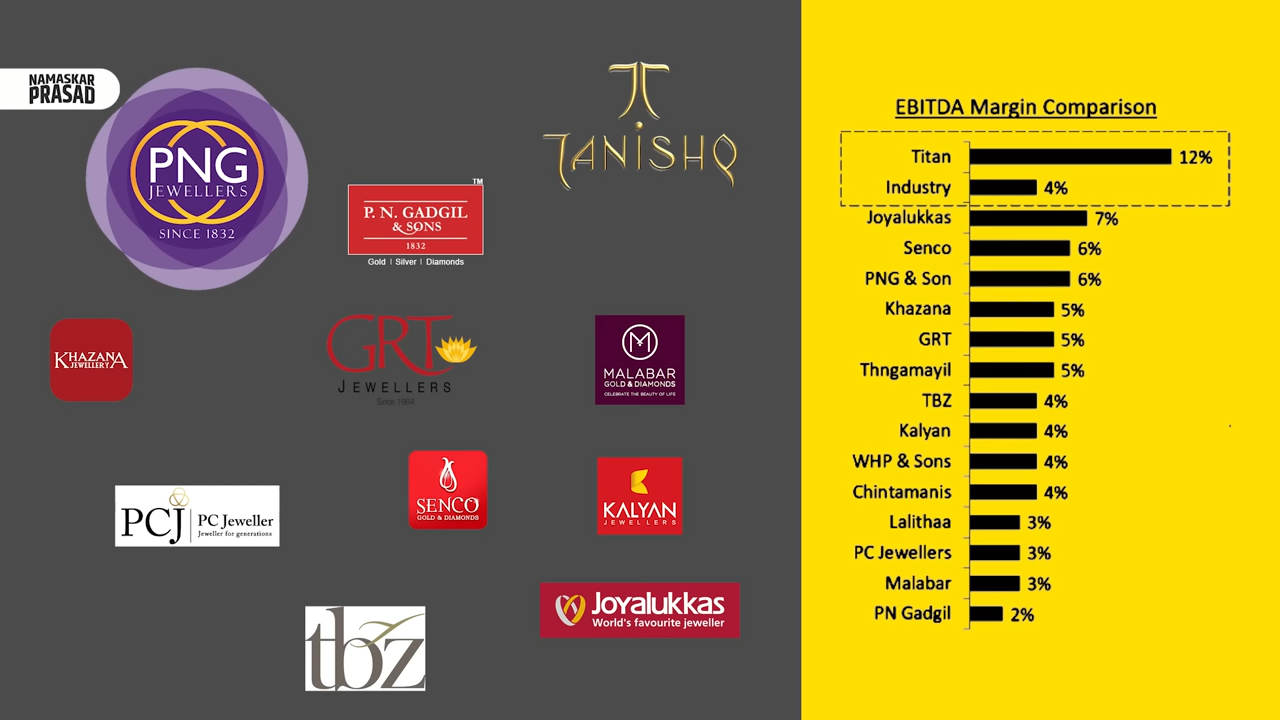 NAMASKAR
PRASAD
PNG
JEWELLERS
SINCE 1832
TANISHQ
TM
P. N. GADGIL
& SONS
1832
Gold | Silver | Diamonds
KHAZANA
JEWELLERY
GRT
JEWELLERS
Since 1964
MALABAR
GOLD & DIAMONDS
CELEBRATE THE BEAUTY OF LIFE
PCJ
PC Jeweller
Jeweller for generations
SENCO
GOLD & DIAMONDS
KALYAN
JEWELLERS
Joyalukkas
World's favourite jeweller
tbz
EBITDA Margin Comparison
Titan 12%
Industry 4%
Joyalukkas 7%
Senco 6%
PNG & Son 6%
Khazana 5%
GRT 5%
Thngamayil 5%
TBZ 4%
Kalyan 4%
WHP & Sons 4%
Chintamanis 4%
Lalithaa 3%
PC Jewellers 3%
Malabar 3%
PN Gadgil 2%